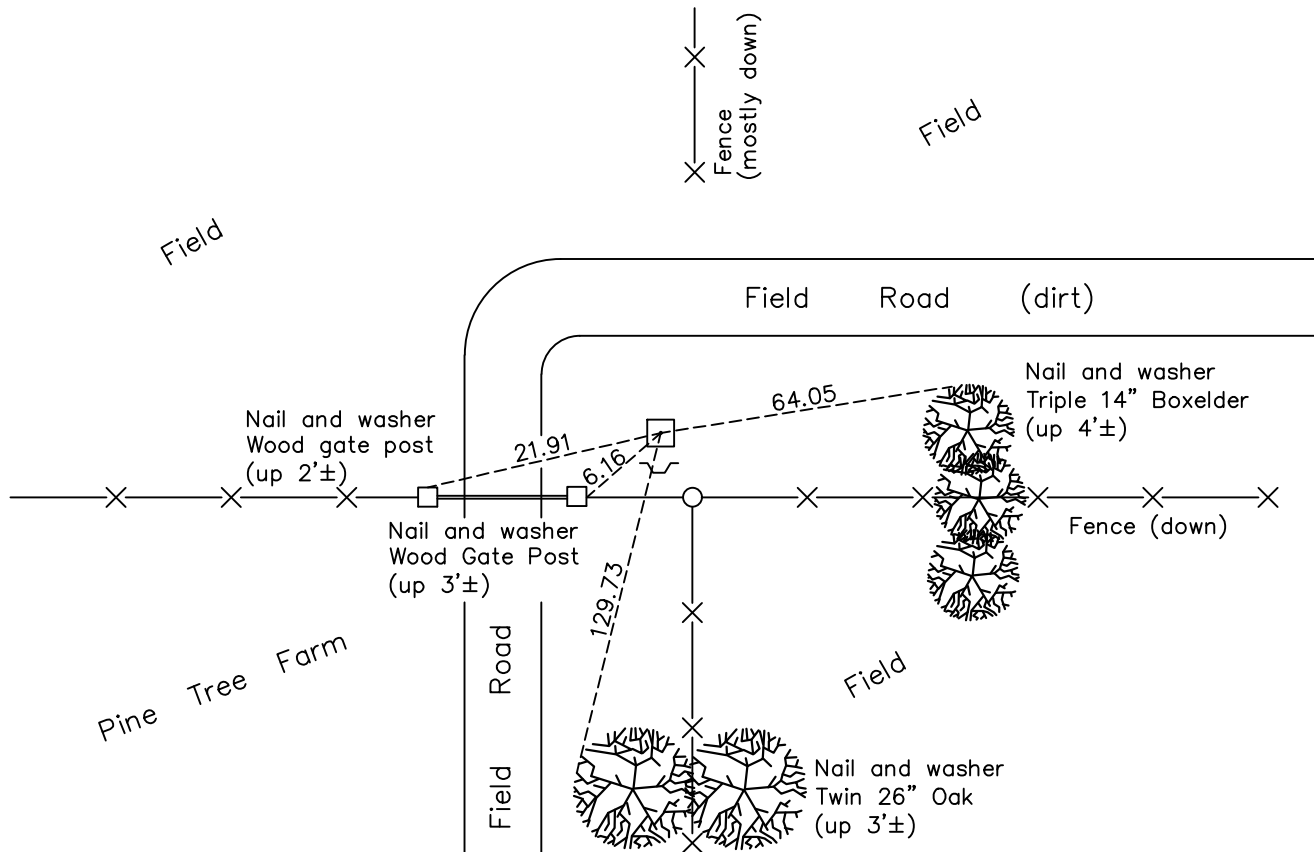 Fence
(mostly down)
Field
Field
Field Road (dirt)
Nail and washer
Triple 14" Boxelder
(up 4'±)
64.05
Nail and washer
Wood gate post
(up 2'±)
21.91
6.16
Nail and washer
Wood Gate Post
(up 3'±)
Fence (down)
129.73
Pine Tree Farm
Field Road
Field
Nail and washer
Twin 26" Oak
(up 3'±)